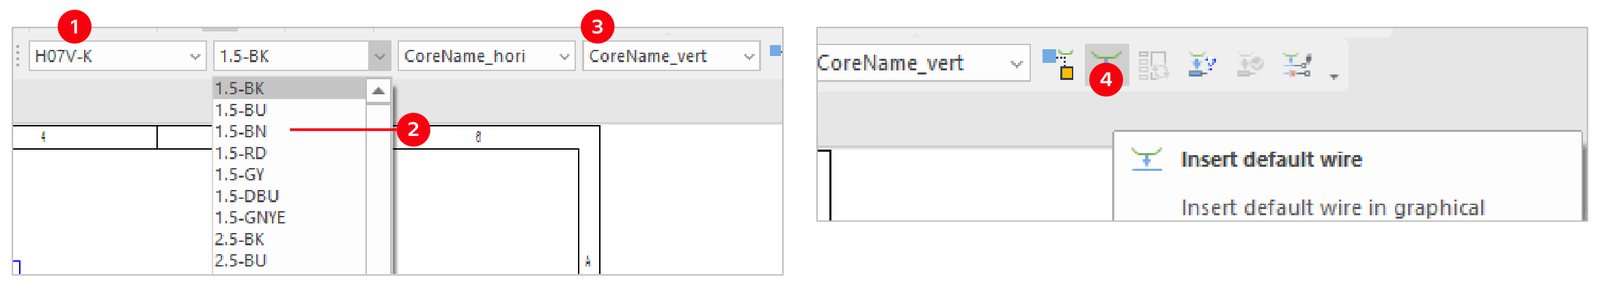 1
3
H07V-K
1.5-BK
CoreName_hori
CoreName_vert
1.5-BK
1.5-BU
1.5-BN
2
1.5-RD
1.5-GY
1.5-DBU
1.5-GNYE
2.5-BK
2.5-BU
4
8
A
CoreName_vert
4
Insert default wire
Insert default wire in graphical